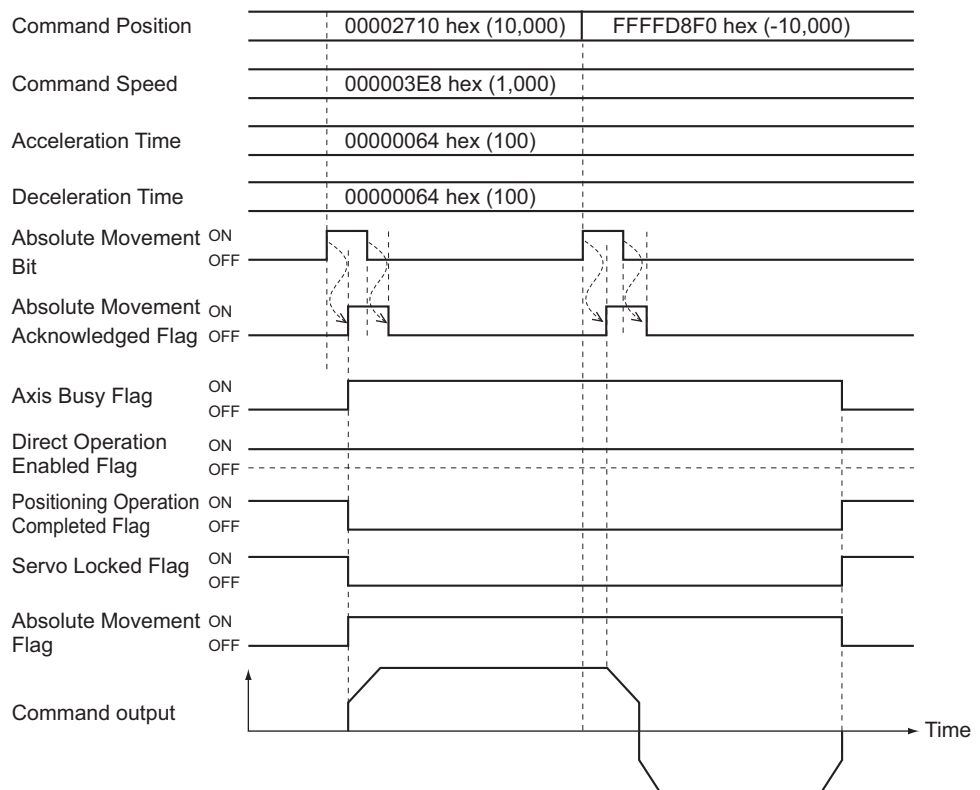 Command Position 00002710 hex (10,000) FFFFD8F0 hex (-10,000)
Command Speed 000003E8 hex (1,000)
Acceleration Time 00000064 hex (100)
Deceleration Time 00000064 hex (100)
Absolute Movement ON
Bit OFF
Absolute Movement ON
Acknowledged Flag OFF
Axis Busy Flag ON
OFF
Direct Operation ON
Enabled Flag OFF
Positioning Operation ON
Completed Flag OFF
Servo Locked Flag ON
OFF
Absolute Movement ON
Flag OFF
Command output
Time